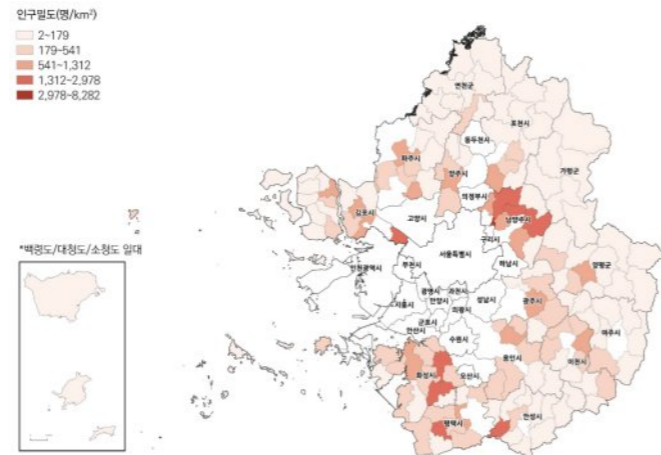 인구밀도(명/km²)
2~179
179~541
541~1,312
1,312~2,978
2,978~8,282
연천군
포천시
동두천시
가평군
파주시
양주시
의정부시
남양주시
김포시
고양시
구리시
서울특별시
*백령도/대청도/소청도 일대
하남시
양평군
인천광역시
부천시
광명시
과천시
성남시
광주시
시흥시
안양시
의왕시
군포시
안산시
여주시
수원시
용인시
이천시
화성시
오산시
평택시
안성시